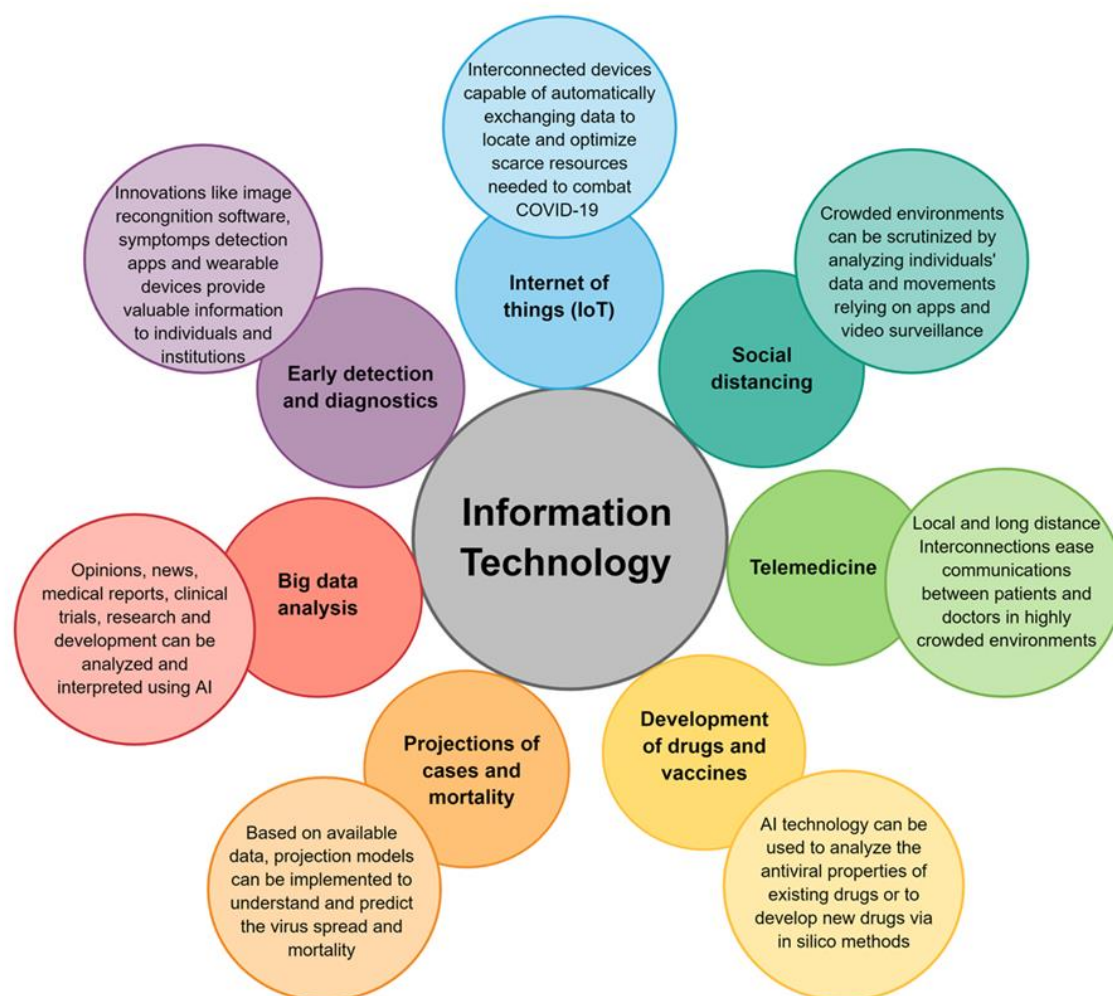 Information
Technology
Internet of
things (IoT)
Interconnected devices
capable of automatically
exchanging data to
locate and optimize
scarce resources
needed to combat
COVID-19
Social
distancing
Crowded environments
can be scrutinized by
analyzing individuals'
data and movements
relying on apps and
video surveillance
Telemedicine
Local and long distance
Interconnections ease
communications
between patients and
doctors in highly
crowded environments
Development
of drugs and
vaccines
AI technology can be
used to analyze the
antiviral properties of
existing drugs or to
develop new drugs via
in silico methods
Projections of
cases and
mortality
Based on available
data, projection models
can be implemented to
understand and predict
the virus spread and
mortality
Big data
analysis
Opinions, news,
medical reports, clinical
trials, research and
development can be
analyzed and
interpreted using AI
Early detection
and diagnostics
Innovations like image
recongnition software,
symptomps detection
apps and wearable
devices provide
valuable information
to individuals and
institutions